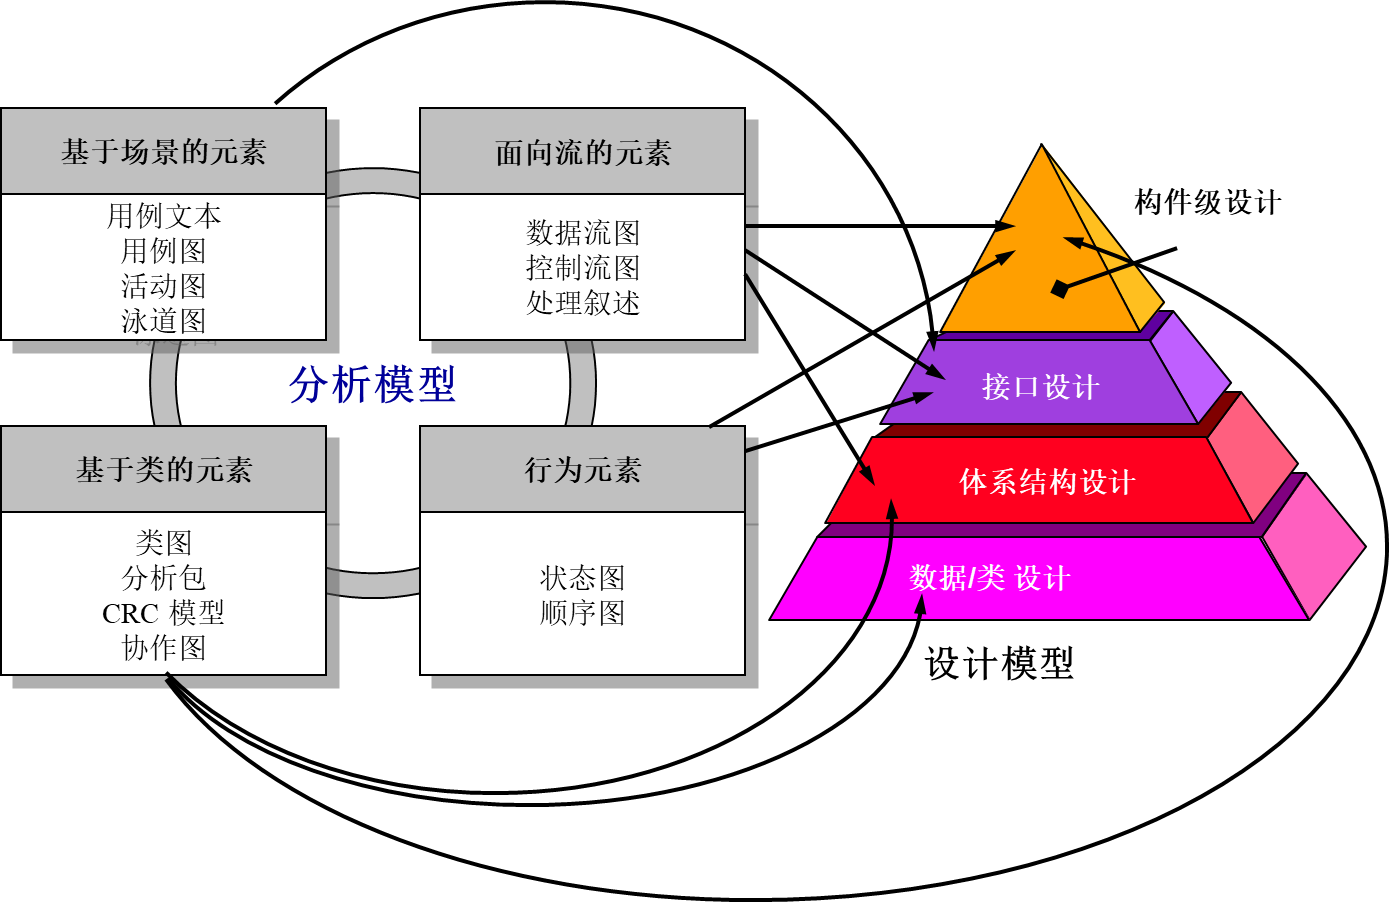 基于场景的元素
用例文本
用例图
活动图
泳道图
面向流的元素
数据流图
控制流图
处理叙述
分析模型
基于类的元素
类图
分析包
CRC 模型
协作图
行为元素
状态图
顺序图
构件级设计
接口设计
体系结构设计
数据/类 设计
设计模型